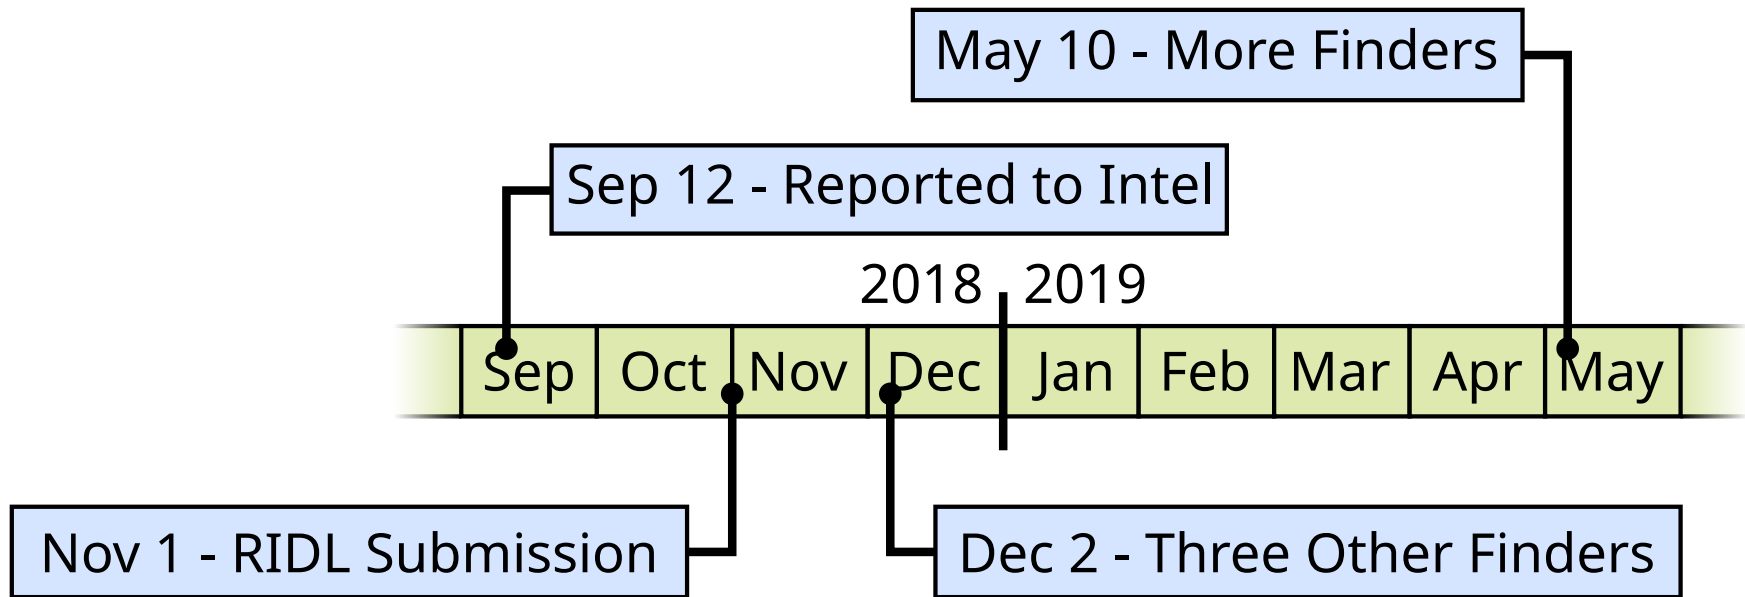 May 10 - More Finders
Sep 12 - Reported to Intel
2018 2019
Sep Oct Nov Dec Jan Feb Mar Apr May
Nov 1 - RIDL Submission
Dec 2 - Three Other Finders